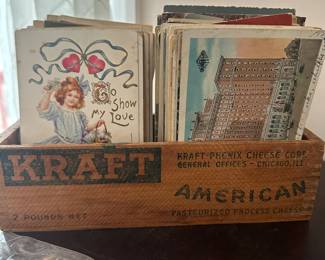 To Show
my Love
KRAFT
KRAFT-PHENIX CHEESE CORP.
GENERAL OFFICES - CHICAGO, ILL.
AMERICAN
2 POUNDS NET
PASTEURIZED PROCESS CHEESE